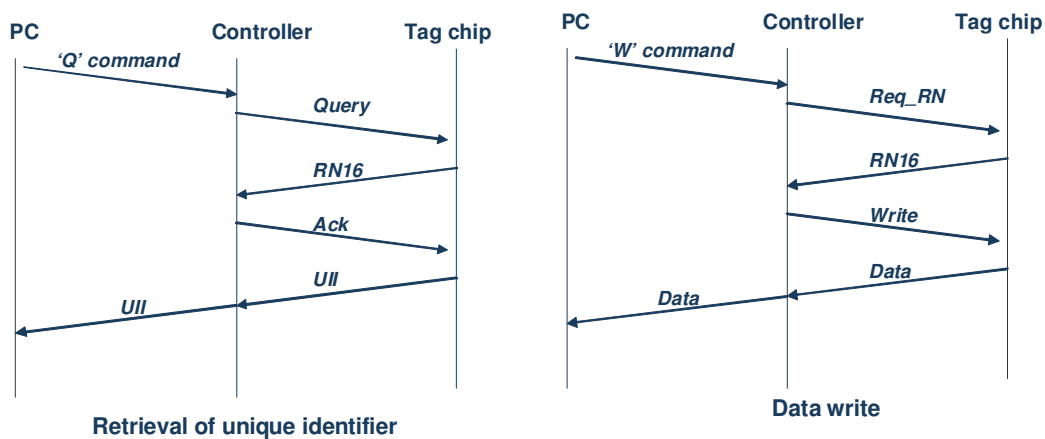 PC Controller Tag chip
‘Q’ command
Query
RN16
Ack
UII
UII
Retrieval of unique identifier
PC Controller Tag chip
‘W’ command
Req_RN
RN16
Write
Data
Data
Data write